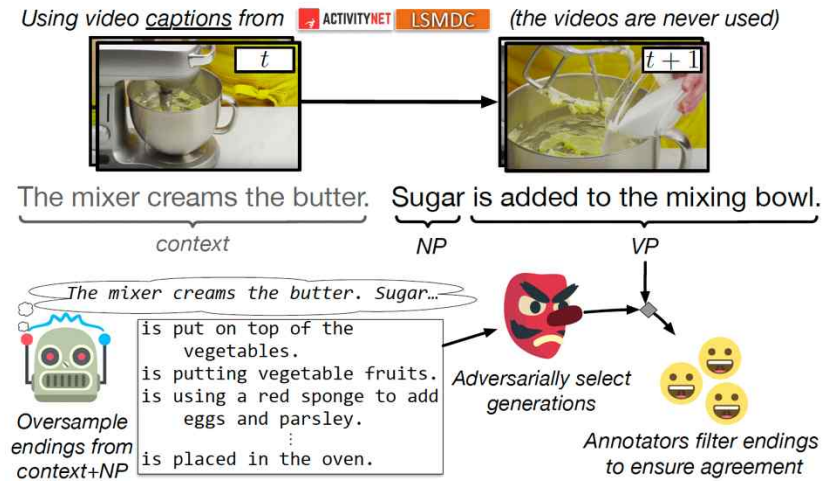 Using video captions from ACTIVITYNET LSMDC (the videos are never used)
t
t + 1
The mixer creams the butter. Sugar is added to the mixing bowl.
context
NP
VP
The mixer creams the butter. Sugar…
is put on top of the
vegetables.
is putting vegetable fruits.
is using a red sponge to add
eggs and parsley.
⋮
is placed in the oven.
Oversample
endings from
context+NP
Adversarially select
generations
Annotators filter endings
to ensure agreement